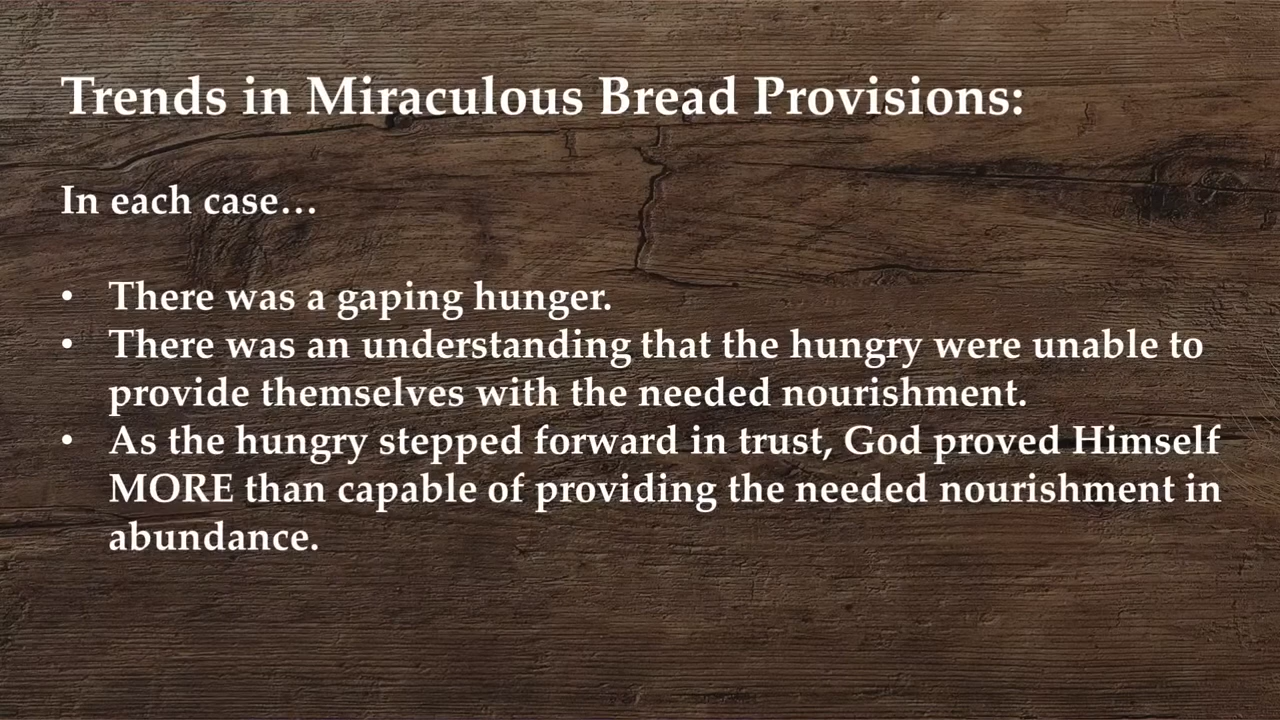 Trends in Miraculous Bread Provisions:
In each case…
• There was a gaping hunger.
• There was an understanding that the hungry were unable to
provide themselves with the needed nourishment.
• As the hungry stepped forward in trust, God proved Himself
MORE than capable of providing the needed nourishment in
abundance.